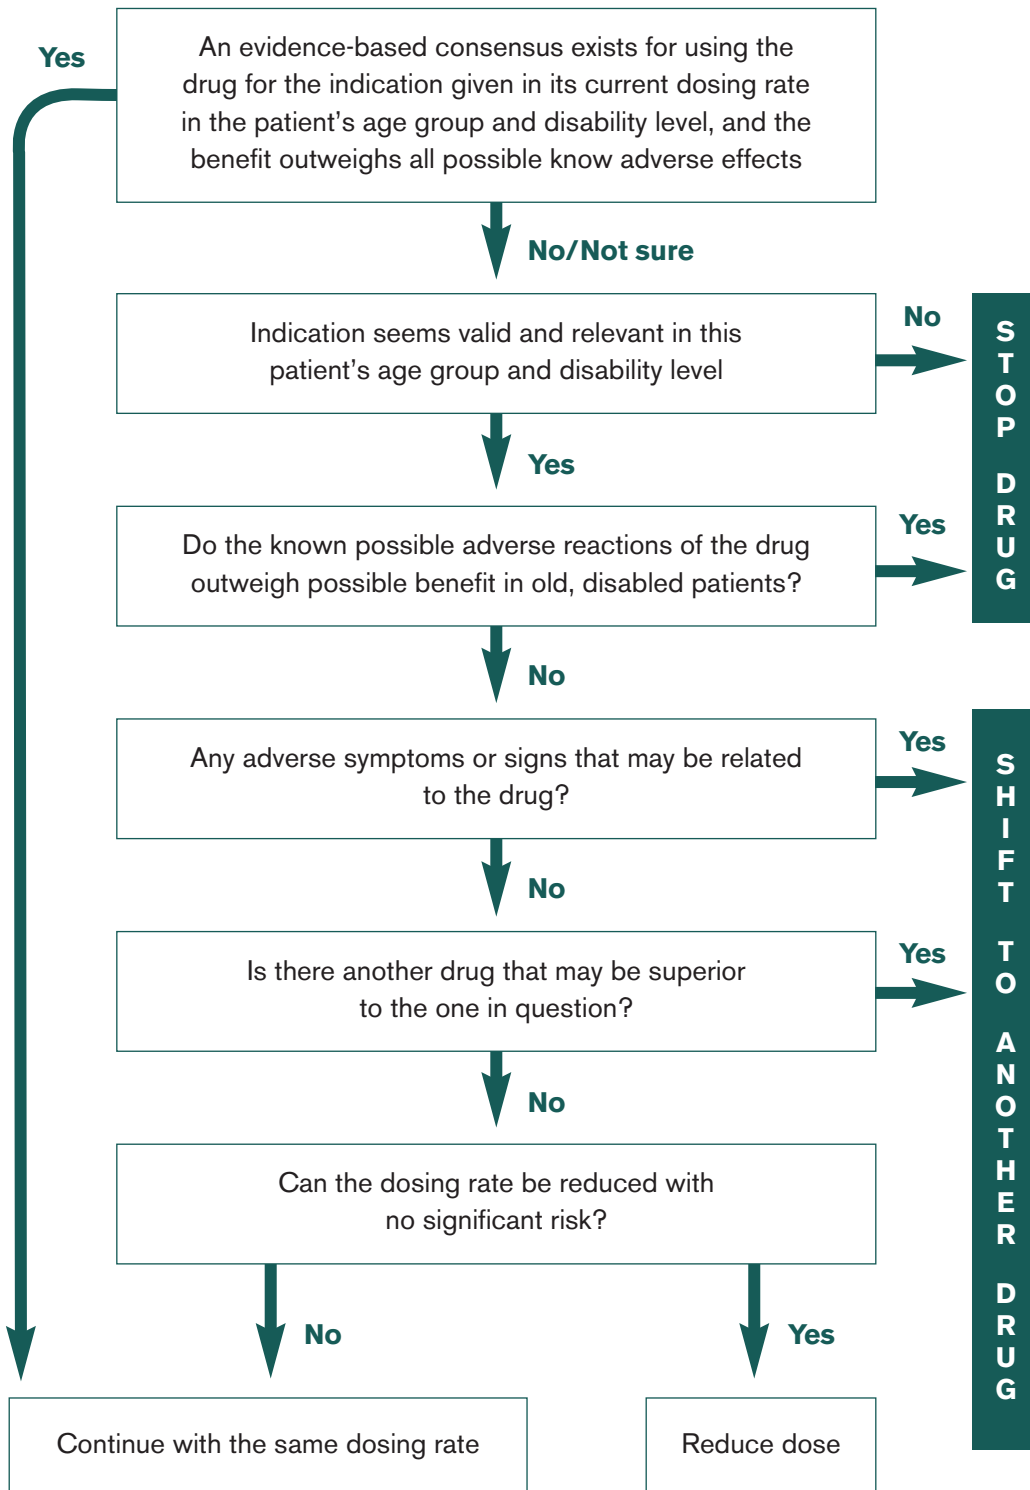 Yes
An evidence-based consensus exists for using the
drug for the indication given in its current dosing rate
in the patient's age group and disability level, and the
benefit outweighs all possible know adverse effects
No/Not sure
Indication seems valid and relevant in this
patient's age group and disability level
No
STOP DRUG
Yes
Do the known possible adverse reactions of the drug
outweigh possible benefit in old, disabled patients?
Yes
No
Any adverse symptoms or signs that may be related
to the drug?
Yes
SHIFT TO ANOTHER DRUG
No
Is there another drug that may be superior
to the one in question?
Yes
No
Can the dosing rate be reduced with
no significant risk?
No
Yes
Continue with the same dosing rate
Reduce dose